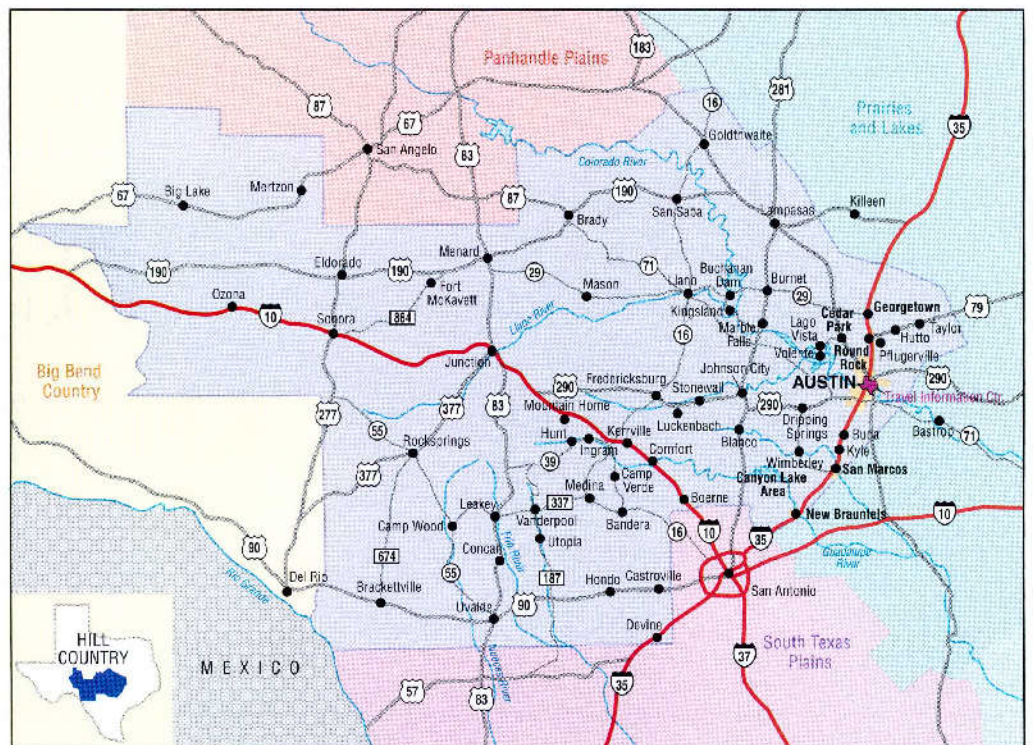 183
Panhandle Plains
16
281
87
67
Prairies
and Lakes
35
Goldthwaite
San Angelo
83
Colorado River
Mertzon
Big Lake
67
87
190
San Saba
Killeen
Brady
Lampasas
Menard
Eldorado
190
190
Fort
McKavett
29
Mason
71
Llano
Buchanan
Dam
Burnet
29
Kingsland
Georgetown
79
Ozona
10
Sonora
864
Llano River
16
Marble
Falls
Lago
Vista
Cedar
Park
Taylor
Hutto
Volente
Round
Rock
Pflugerville
Junction
Johnson City
AUSTIN
290
Big Bend
Country
290
Fredericksburg
Stonewall
Travel Information Ctr.
277
377
83
Mountain Home
Luckenbach
290
Dripping
Springs
Buda
Bastrop
71
55
Rocksprings
Hunt
Ingram
Kerrville
Blanco
Kyle
Wimberley
39
Comfort
San Marcos
377
Camp
Verde
Canyon Lake
Area
Medina
Boerne
Leakey
337
Camp Wood
Vanderpool
Bandera
New Braunfels
10
16
10
35
90
Utopia
Concan
Frio River
Guadalupe
River
674
55
187
Del Rio
Rio Grande
Brackettville
Hondo
Castroville
San Antonio
Uvalde
90
Devine
HILL
COUNTRY
MEXICO
South Texas
Plains
37
57
83
35